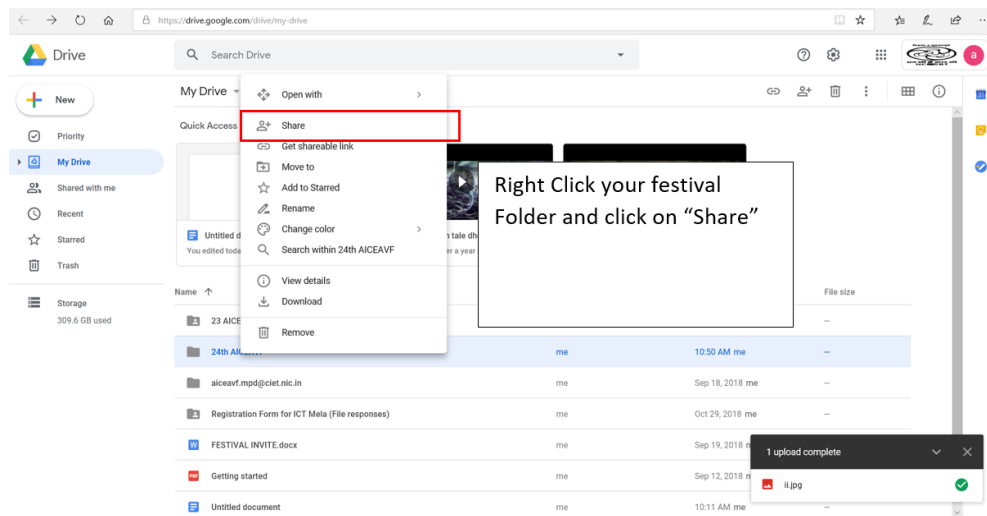 https://drive.google.com/drive/my-drive
Drive
Search Drive
a
New
Priority
My Drive
Shared with me
Recent
Starred
Trash
Storage
309.6 GB used
My Drive
Quick Access
Untitled d
You edited toda
n tale dh
er a year
Open with
Share
Get shareable link
Move to
Add to Starred
Rename
Change color
Search within 24th AICEAVF
View details
Download
Remove
Right Click your festival
Folder and click on “Share”
Name
File size
23 AICE
–
24th AICEAVF
me
10:50 AM me
–
aiceavf.mpd@ciet.nic.in
me
Sep 18, 2018 me
–
Registration Form for ICT Mela (File responses)
me
Oct 29, 2018 me
–
W
FESTIVAL INVITE.docx
me
Sep 19, 2018 m
PDF
Getting started
me
Sep 12, 2018 m
Untitled document
me
10:11 AM me
–
1 upload complete
ii.jpg